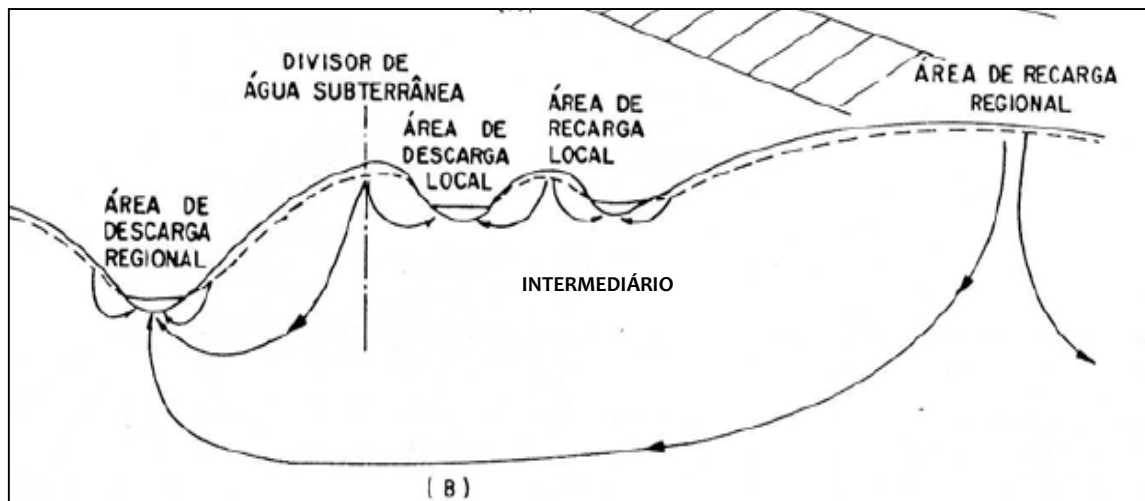 DIVISOR DE
ÁGUA SUBTERRÂNEA
ÁREA DE
DESCARGA
LOCAL
ÁREA DE
RECARGA
LOCAL
ÁREA DE RECARGA
REGIONAL
ÁREA DE
DESCARGA
REGIONAL
INTERMEDIÁRIO
( B )